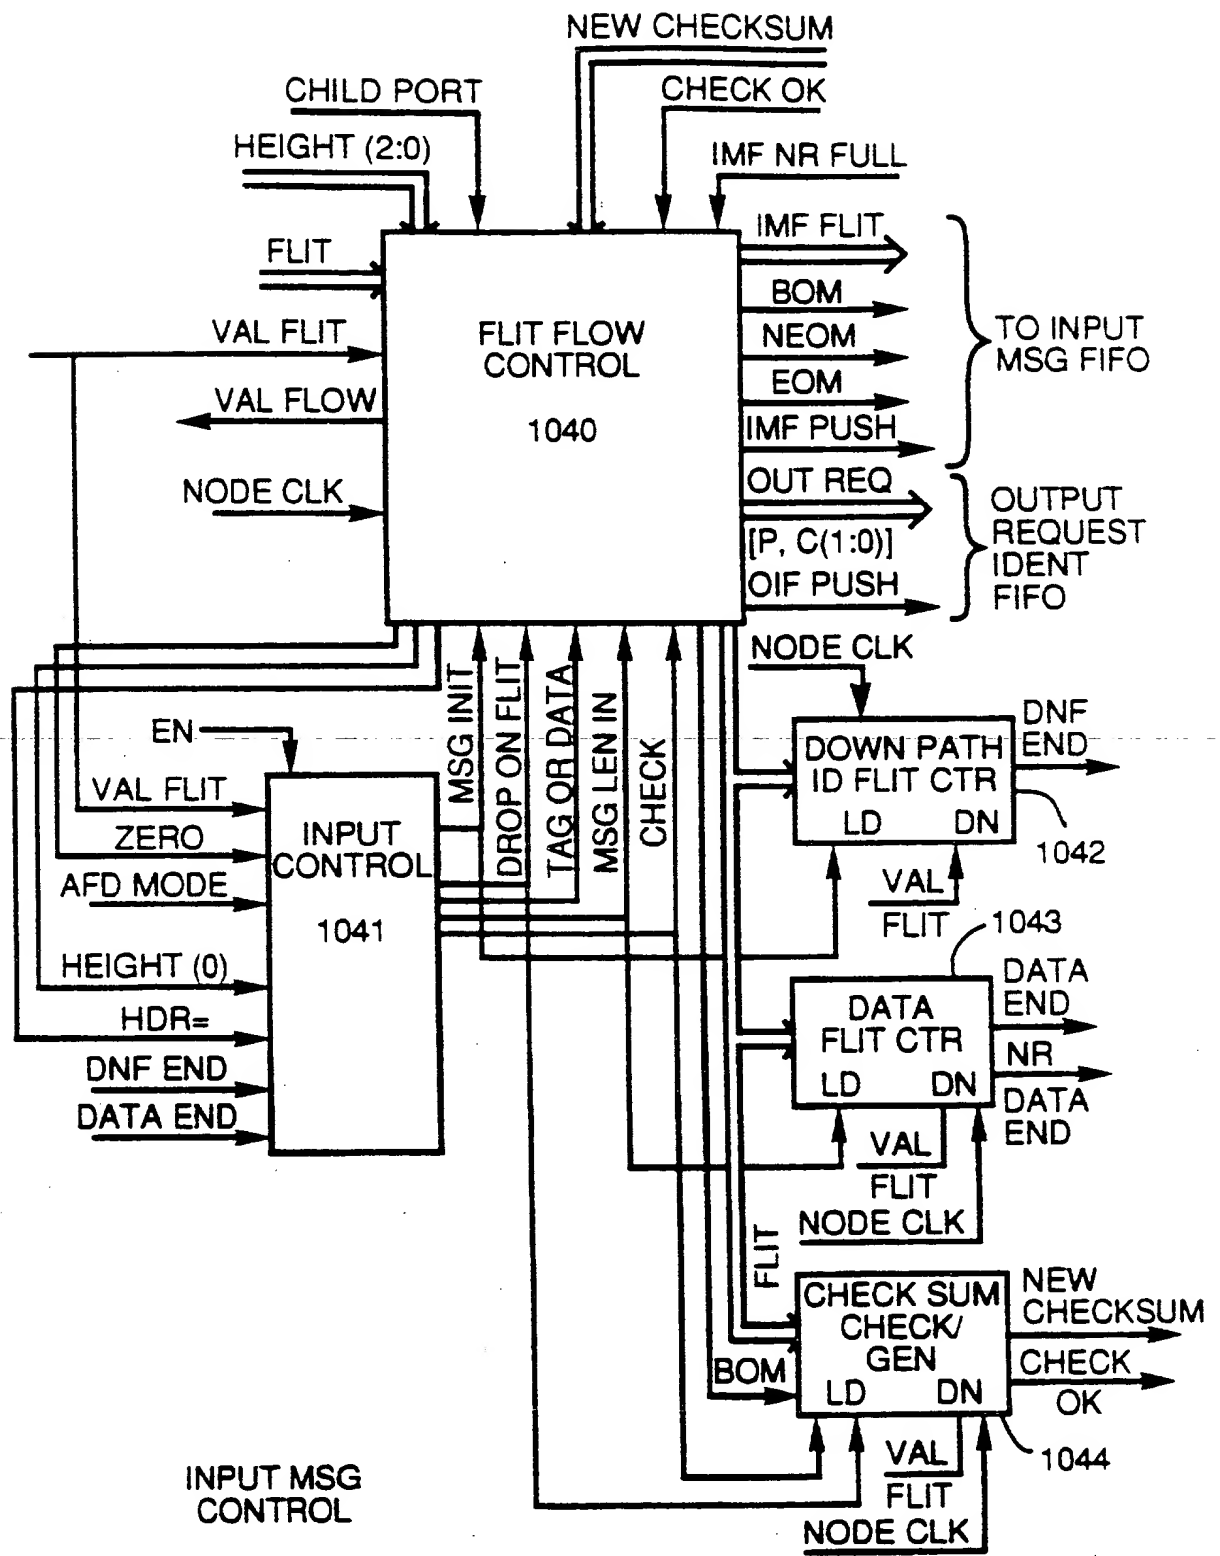 NEW CHECKSUM
CHILD PORT
CHECK OK
HEIGHT (2:0)
IMF NR FULL
FLIT
VAL FLIT
VAL FLOW
NODE CLK
FLIT FLOW
CONTROL
1040
IMF FLIT
BOM
NEOM
EOM
IMF PUSH
TO INPUT
MSG FIFO
OUT REQ
[P, C(1:0)]
OIF PUSH
OUTPUT
REQUEST
IDENT
FIFO
NODE CLK
MSG INIT
DROP ON FLIT
TAG OR DATA
MSG LEN IN
CHECK
EN
VAL FLIT
ZERO
AFD MODE
HEIGHT (0)
HDR=
DNF END
DATA END
INPUT
CONTROL
1041
DOWN PATH
ID FLIT CTR
LD DN
DNF
END
1042
VAL
FLIT
1043
DATA
FLIT CTR
LD DN
DATA
END
NR
DATA
END
VAL
FLIT
NODE CLK
FLIT
CHECK SUM
CHECK/
GEN
LD DN
BOM
NEW
CHECKSUM
CHECK
OK
1044
VAL
FLIT
NODE CLK
INPUT MSG
CONTROL